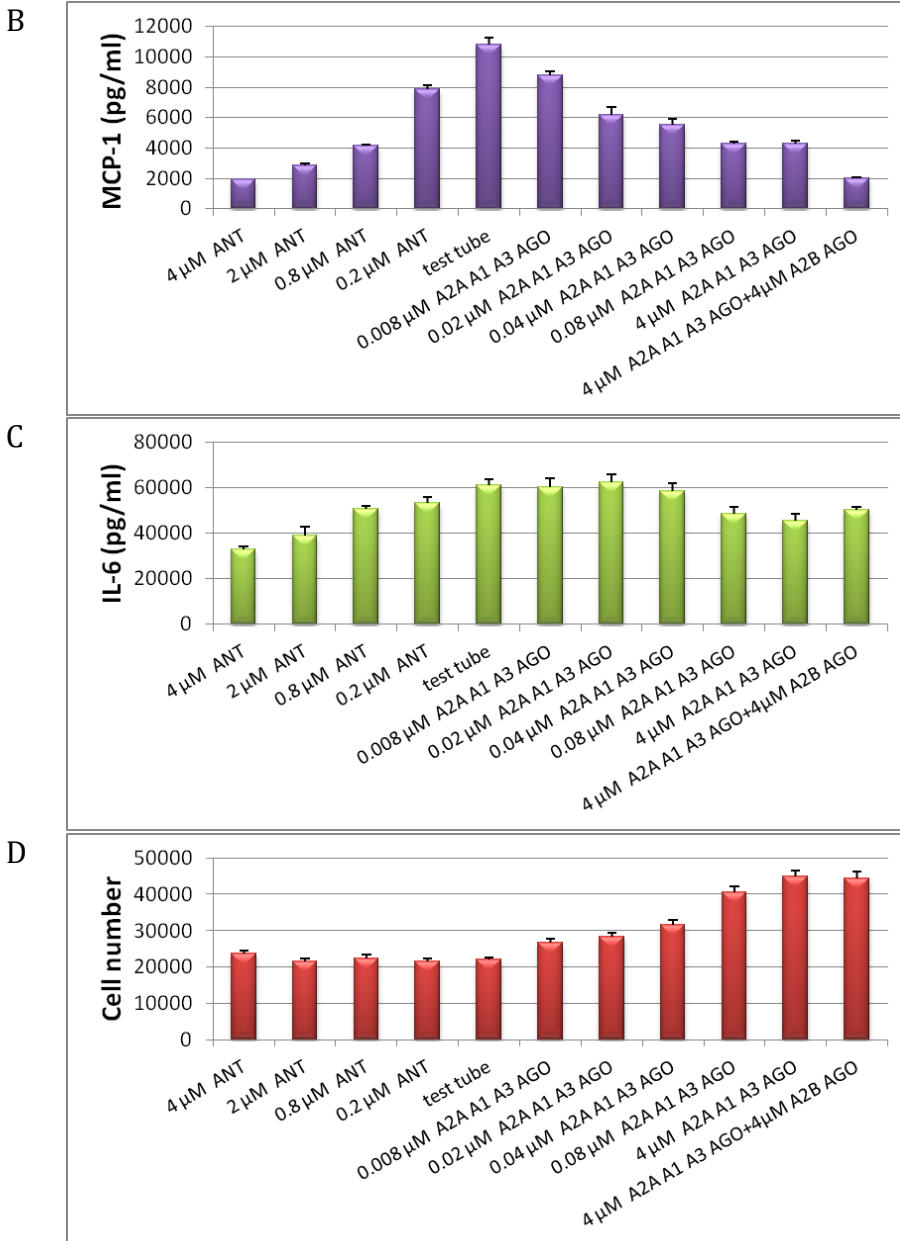 B
MCP-1 (pg/ml)
12000
10000
8000
6000
4000
2000
0
4 µM ANT
2 µM ANT
0.8 µM ANT
0.2 µM ANT
test tube
0.008 µM A2A A1 A3 AGO
0.02 µM A2A A1 A3 AGO
0.04 µM A2A A1 A3 AGO
0.08 µM A2A A1 A3 AGO
4 µM A2A A1 A3 AGO
4 µM A2A A1 A3 AGO+4µM A2B AGO
C
IL-6 (pg/ml)
80000
60000
40000
20000
0
4 µM ANT
2 µM ANT
0.8 µM ANT
0.2 µM ANT
test tube
0.008 µM A2A A1 A3 AGO
0.02 µM A2A A1 A3 AGO
0.04 µM A2A A1 A3 AGO
0.08 µM A2A A1 A3 AGO
4 µM A2A A1 A3 AGO
4 µM A2A A1 A3 AGO+4µM A2B AGO
D
Cell number
50000
40000
30000
20000
10000
0
4 µM ANT
2 µM ANT
0.8 µM ANT
0.2 µM ANT
test tube
0.008 µM A2A A1 A3 AGO
0.02 µM A2A A1 A3 AGO
0.04 µM A2A A1 A3 AGO
0.08 µM A2A A1 A3 AGO
4 µM A2A A1 A3 AGO
4 µM A2A A1 A3 AGO+4µM A2B AGO